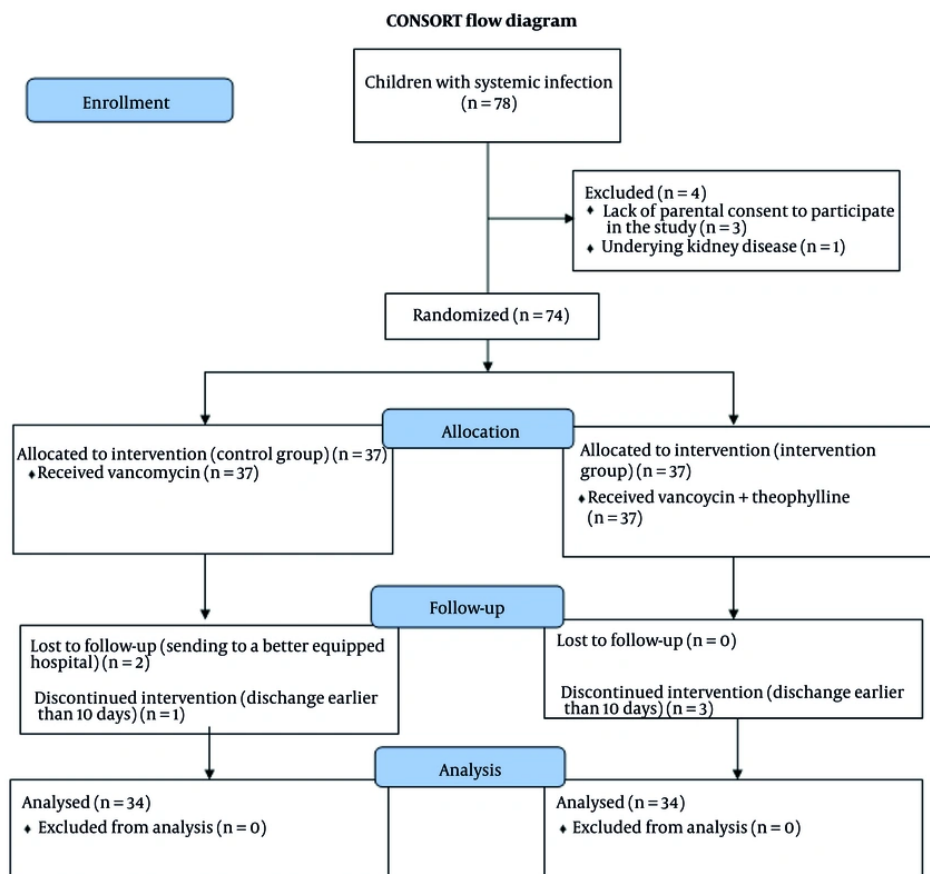 CONSORT flow diagram
Enrollment
Children with systemic infection
(n = 78)
Excluded (n = 4)
♦ Lack of parental consent to participate
in the study (n = 3)
♦ Underying kidney disease (n = 1)
Randomized (n = 74)
Allocation
Allocated to intervention (control group) (n = 37)
♦ Received vancomycin (n = 37)
Allocated to intervention (intervention
group) (n = 37)
♦ Received vancoycin + theophylline
(n = 37)
Follow-up
Lost to follow-up (sending to a better equipped
hospital) (n = 2)
Discontinued intervention (discharge earlier
than 10 days) (n = 1)
Lost to follow-up (n = 0)
Discontinued intervention (discharge earlier
than 10 days) (n = 3)
Analysis
Analysed (n = 34)
♦ Excluded from analysis (n = 0)
Analysed (n = 34)
♦ Excluded from analysis (n = 0)